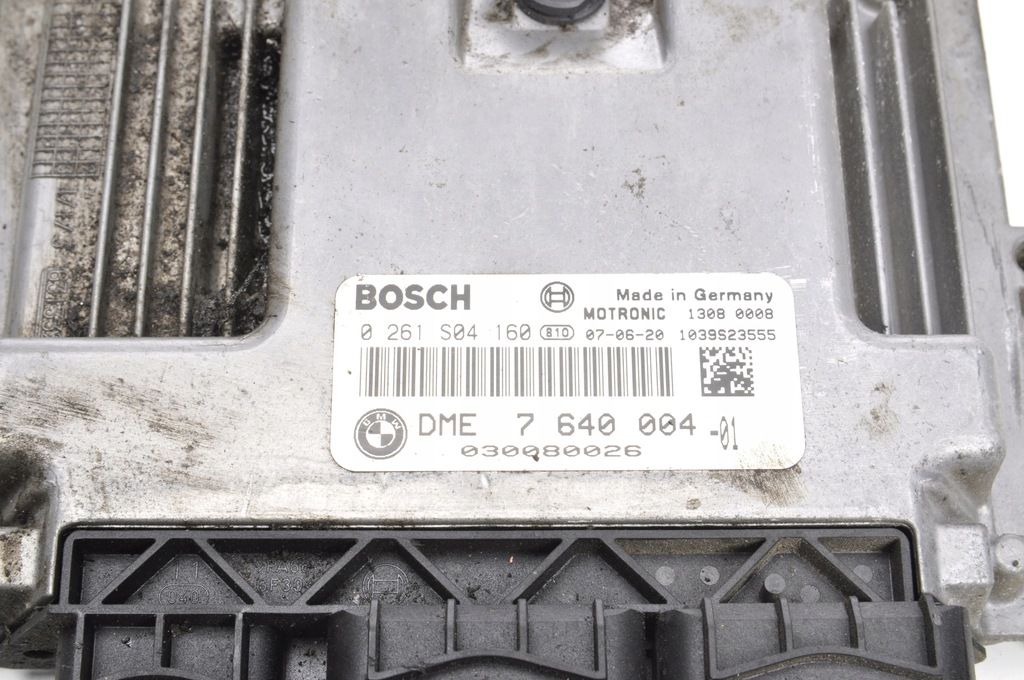 BOSCH
Made in Germany
MOTRONIC 1308 0008
0 261 S04 160 810 07-06-20 1039S23555
BMW
DME 7 640 004 -01
030080026